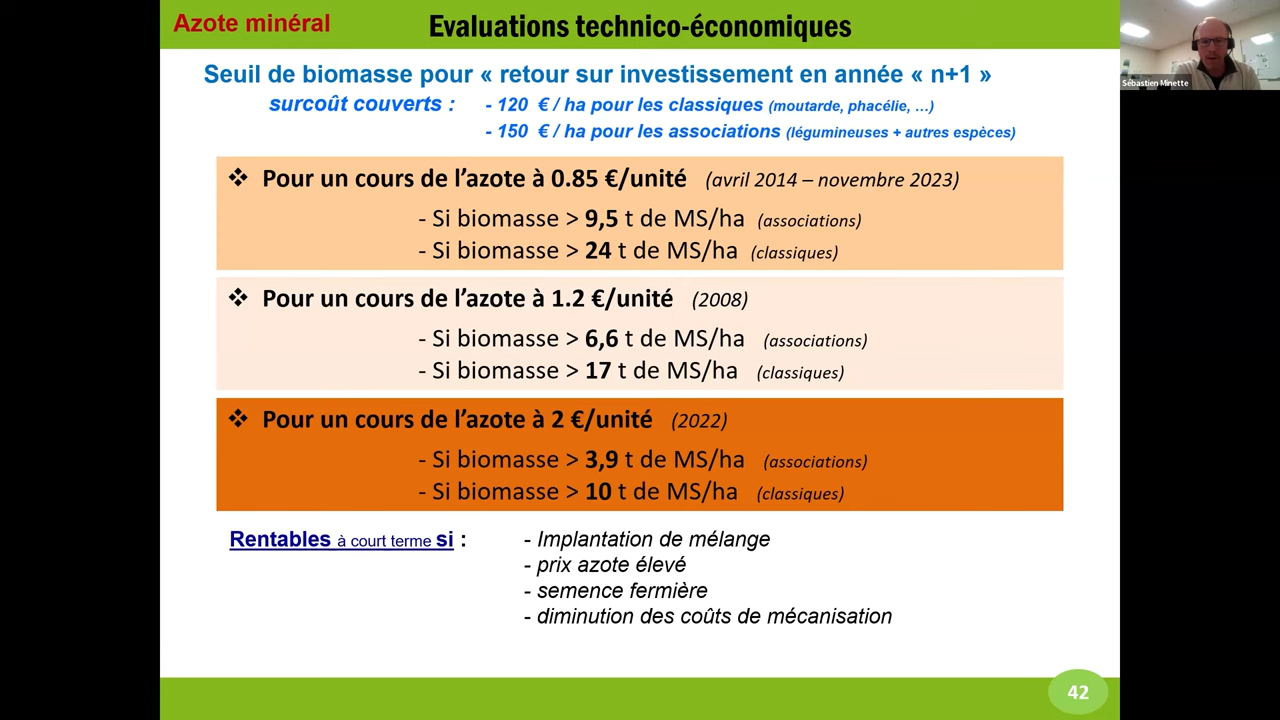 Azote minéral
Evaluations technico-économiques
Sébastien Minette
Seuil de biomasse pour « retour sur investissement en année « n+1 »
surcoût couverts : - 120 € / ha pour les classiques (moutarde, phacélie, …)
- 150 € / ha pour les associations (légumineuses + autres espèces)
❖ Pour un cours de l’azote à 0.85 €/unité (avril 2014 – novembre 2023)
- Si biomasse > 9,5 t de MS/ha (associations)
- Si biomasse > 24 t de MS/ha (classiques)
❖ Pour un cours de l’azote à 1.2 €/unité (2008)
- Si biomasse > 6,6 t de MS/ha (associations)
- Si biomasse > 17 t de MS/ha (classiques)
❖ Pour un cours de l’azote à 2 €/unité (2022)
- Si biomasse > 3,9 t de MS/ha (associations)
- Si biomasse > 10 t de MS/ha (classiques)
Rentables à court terme si : - Implantation de mélange
- prix azote élevé
- semence fermière
- diminution des coûts de mécanisation
42